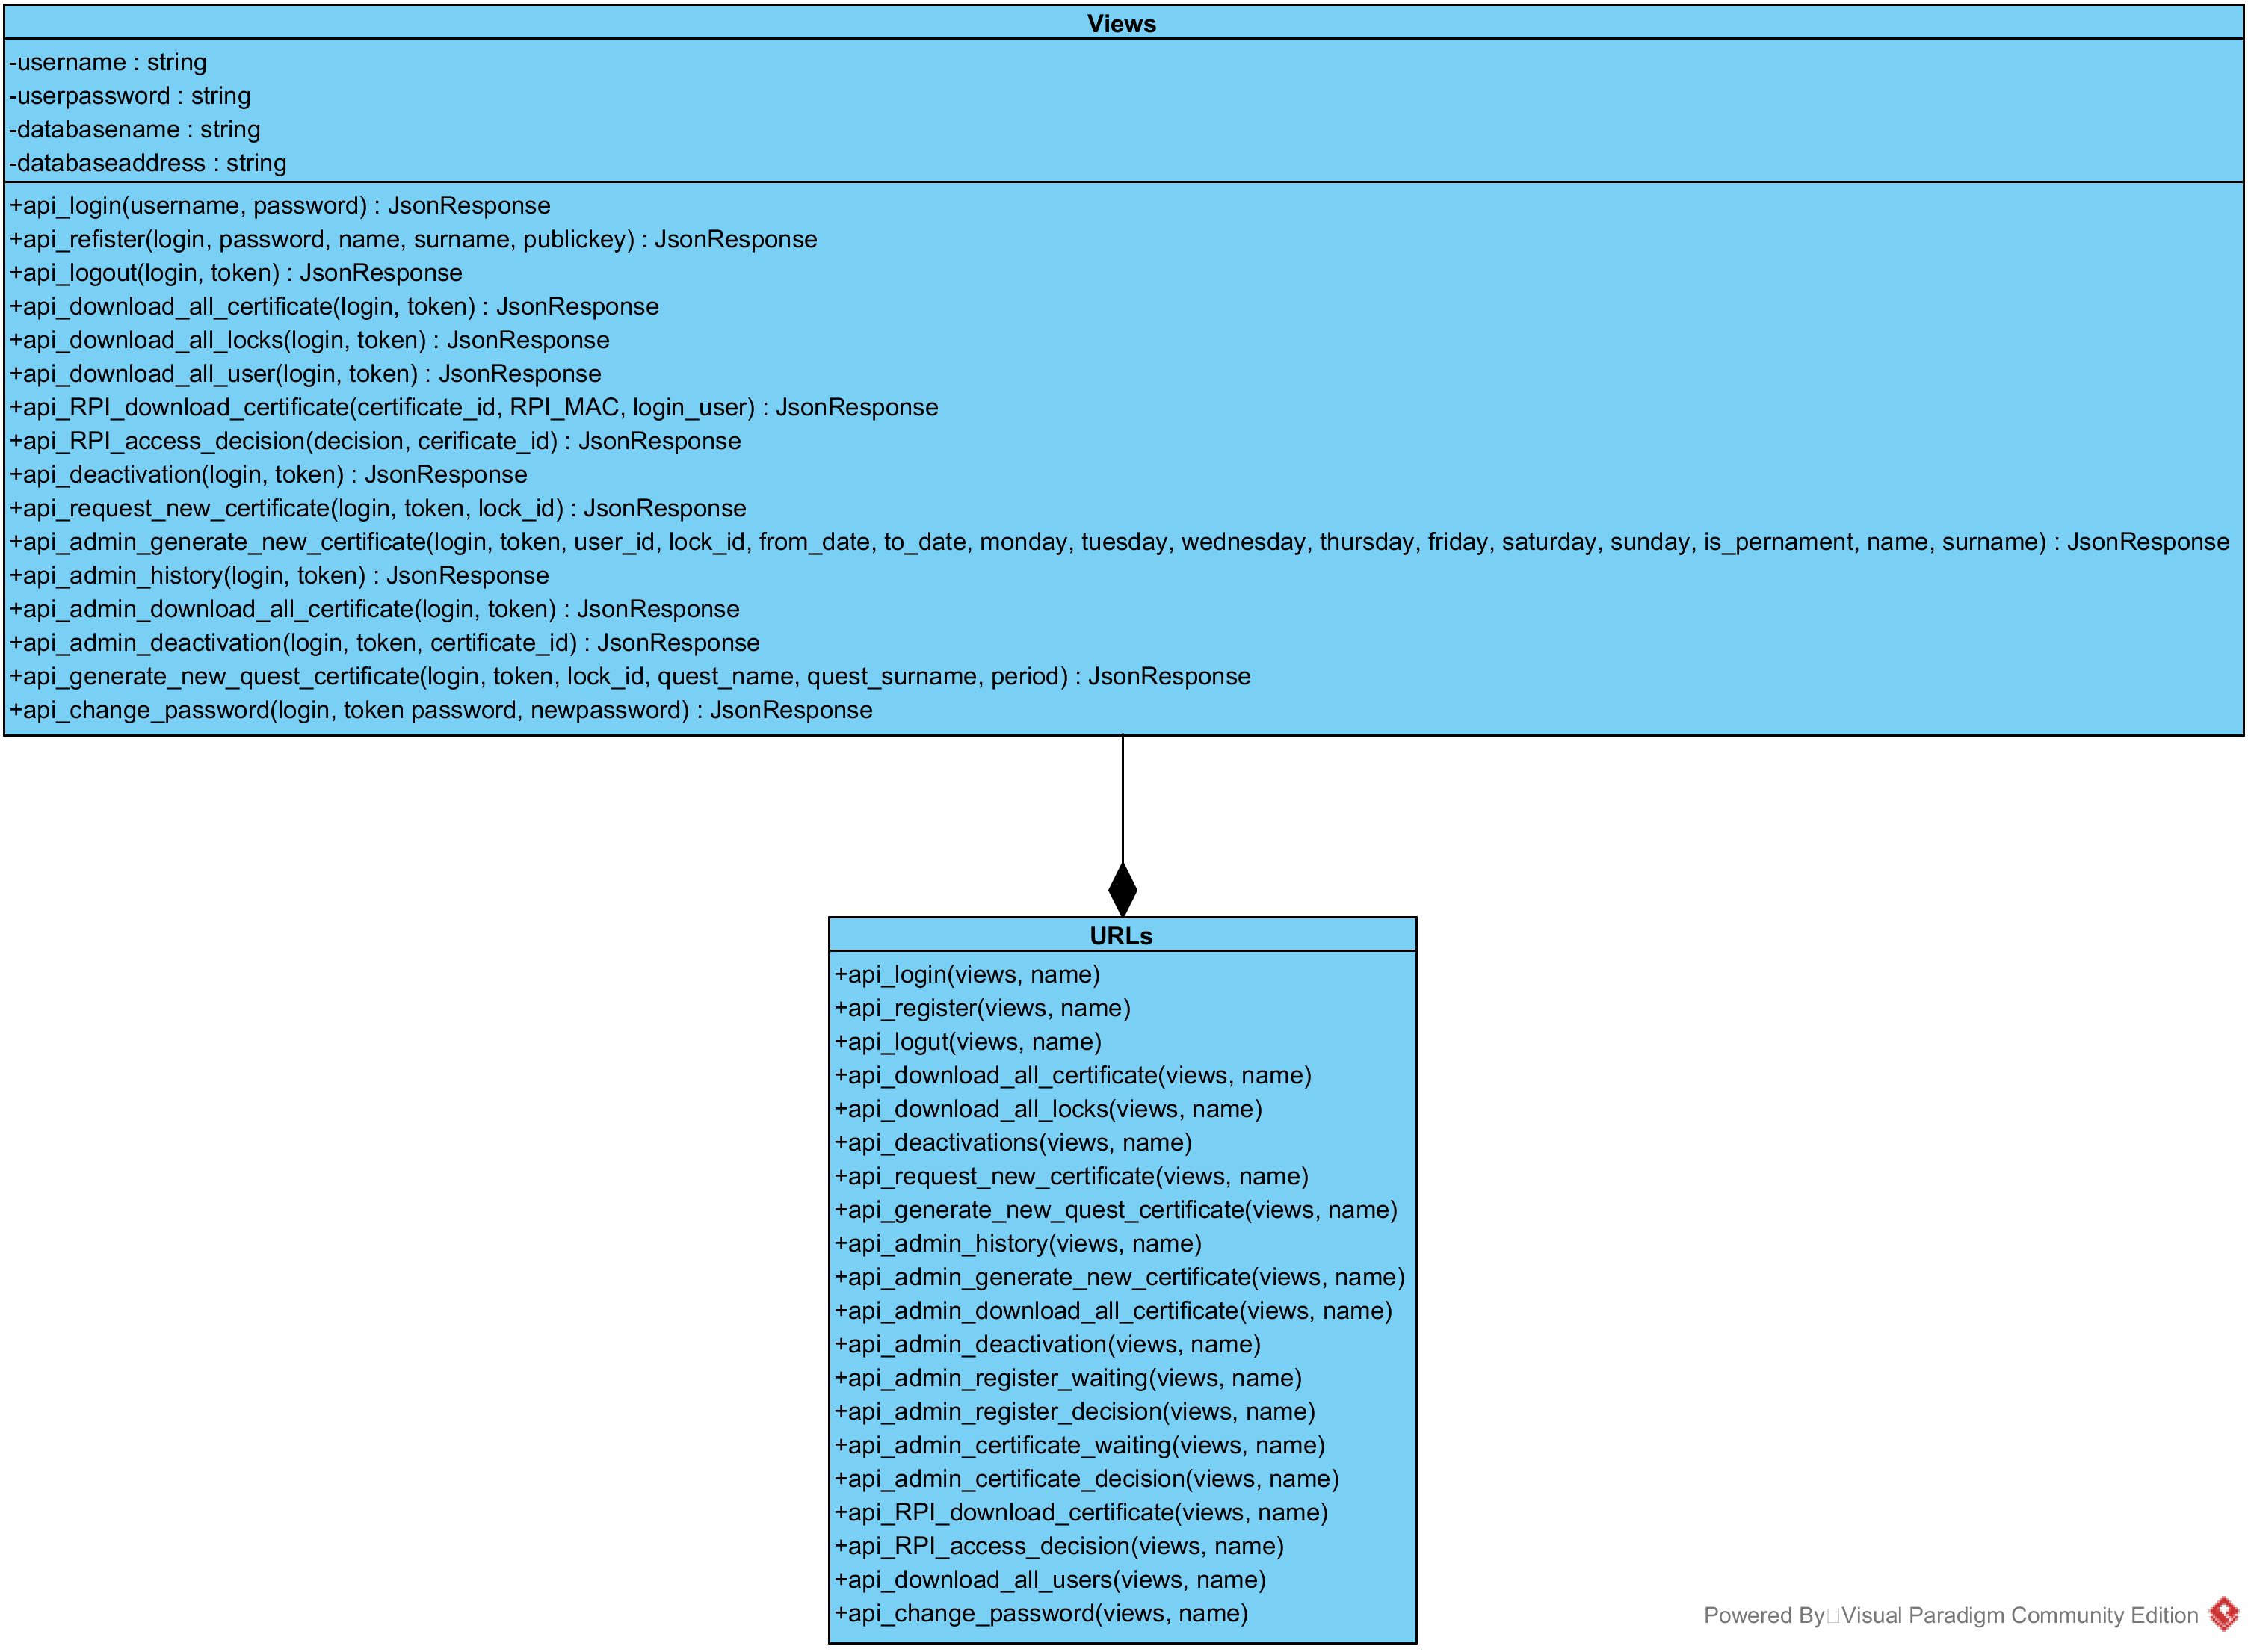 Views
-username : string
-userpassword : string
-databasename : string
-databaseaddress : string
+api_login(username, password) : JsonResponse
+api_refister(login, password, name, surname, publickey) : JsonResponse
+api_logout(login, token) : JsonResponse
+api_download_all_certificate(login, token) : JsonResponse
+api_download_all_locks(login, token) : JsonResponse
+api_download_all_user(login, token) : JsonResponse
+api_RPI_download_certificate(certificate_id, RPI_MAC, login_user) : JsonResponse
+api_RPI_access_decision(decision, cerificate_id) : JsonResponse
+api_deactivation(login, token) : JsonResponse
+api_request_new_certificate(login, token, lock_id) : JsonResponse
+api_admin_generate_new_certificate(login, token, user_id, lock_id, from_date, to_date, monday, tuesday, wednesday, thursday, friday, saturday, sunday, is_pernament, name, surname) : JsonResponse
+api_admin_history(login, token) : JsonResponse
+api_admin_download_all_certificate(login, token) : JsonResponse
+api_admin_deactivation(login, token, certificate_id) : JsonResponse
+api_generate_new_quest_certificate(login, token, lock_id, quest_name, quest_surname, period) : JsonResponse
+api_change_password(login, token password, newpassword) : JsonResponse
URLs
+api_login(views, name)
+api_register(views, name)
+api_logut(views, name)
+api_download_all_certificate(views, name)
+api_download_all_locks(views, name)
+api_deactivations(views, name)
+api_request_new_certificate(views, name)
+api_generate_new_quest_certificate(views, name)
+api_admin_history(views, name)
+api_admin_generate_new_certificate(views, name)
+api_admin_download_all_certificate(views, name)
+api_admin_deactivation(views, name)
+api_admin_register_waiting(views, name)
+api_admin_register_decision(views, name)
+api_admin_certificate_waiting(views, name)
+api_admin_certificate_decision(views, name)
+api_RPI_download_certificate(views, name)
+api_RPI_access_decision(views, name)
+api_download_all_users(views, name)
+api_change_password(views, name)
Powered By Visual Paradigm Community Edition